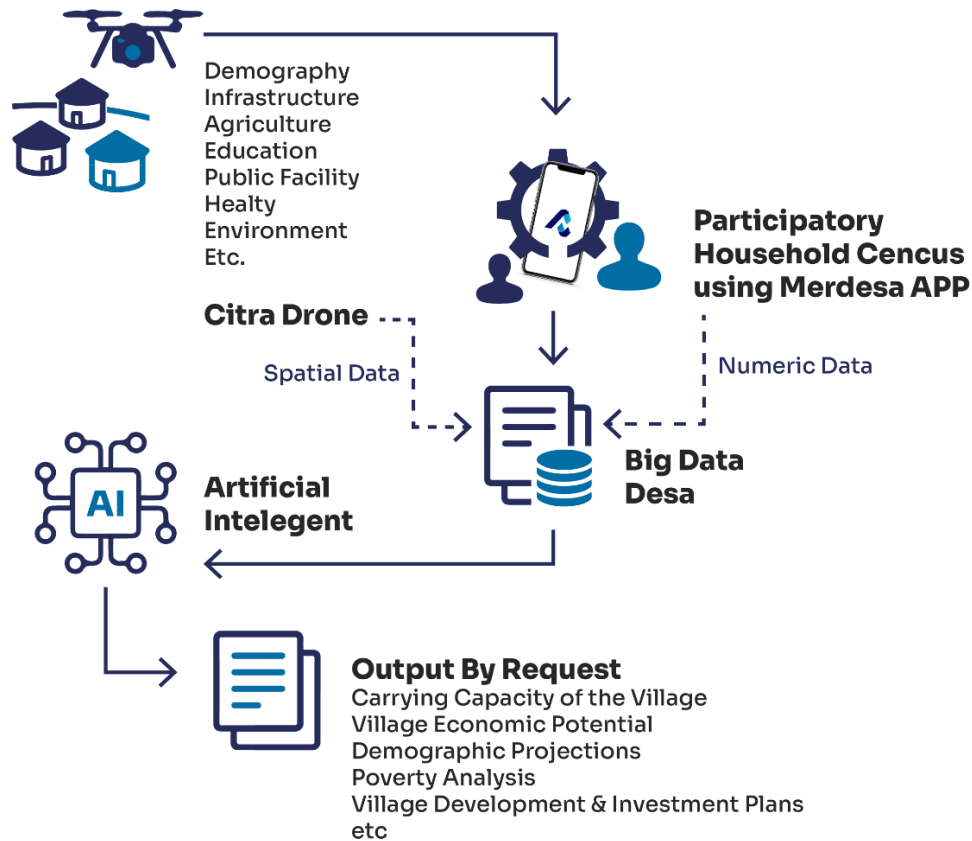 Demography
Infrastructure
Agriculture
Education
Public Facility
Healty
Environment
Etc.
Citra Drone
Spatial Data
Participatory
Household Cencus
using Merdesa APP
Numeric Data
Big Data
Desa
AI
Artificial
Intelegent
Output By Request
Carrying Capacity of the Village
Village Economic Potential
Demographic Projections
Poverty Analysis
Village Development & Investment Plans
etc